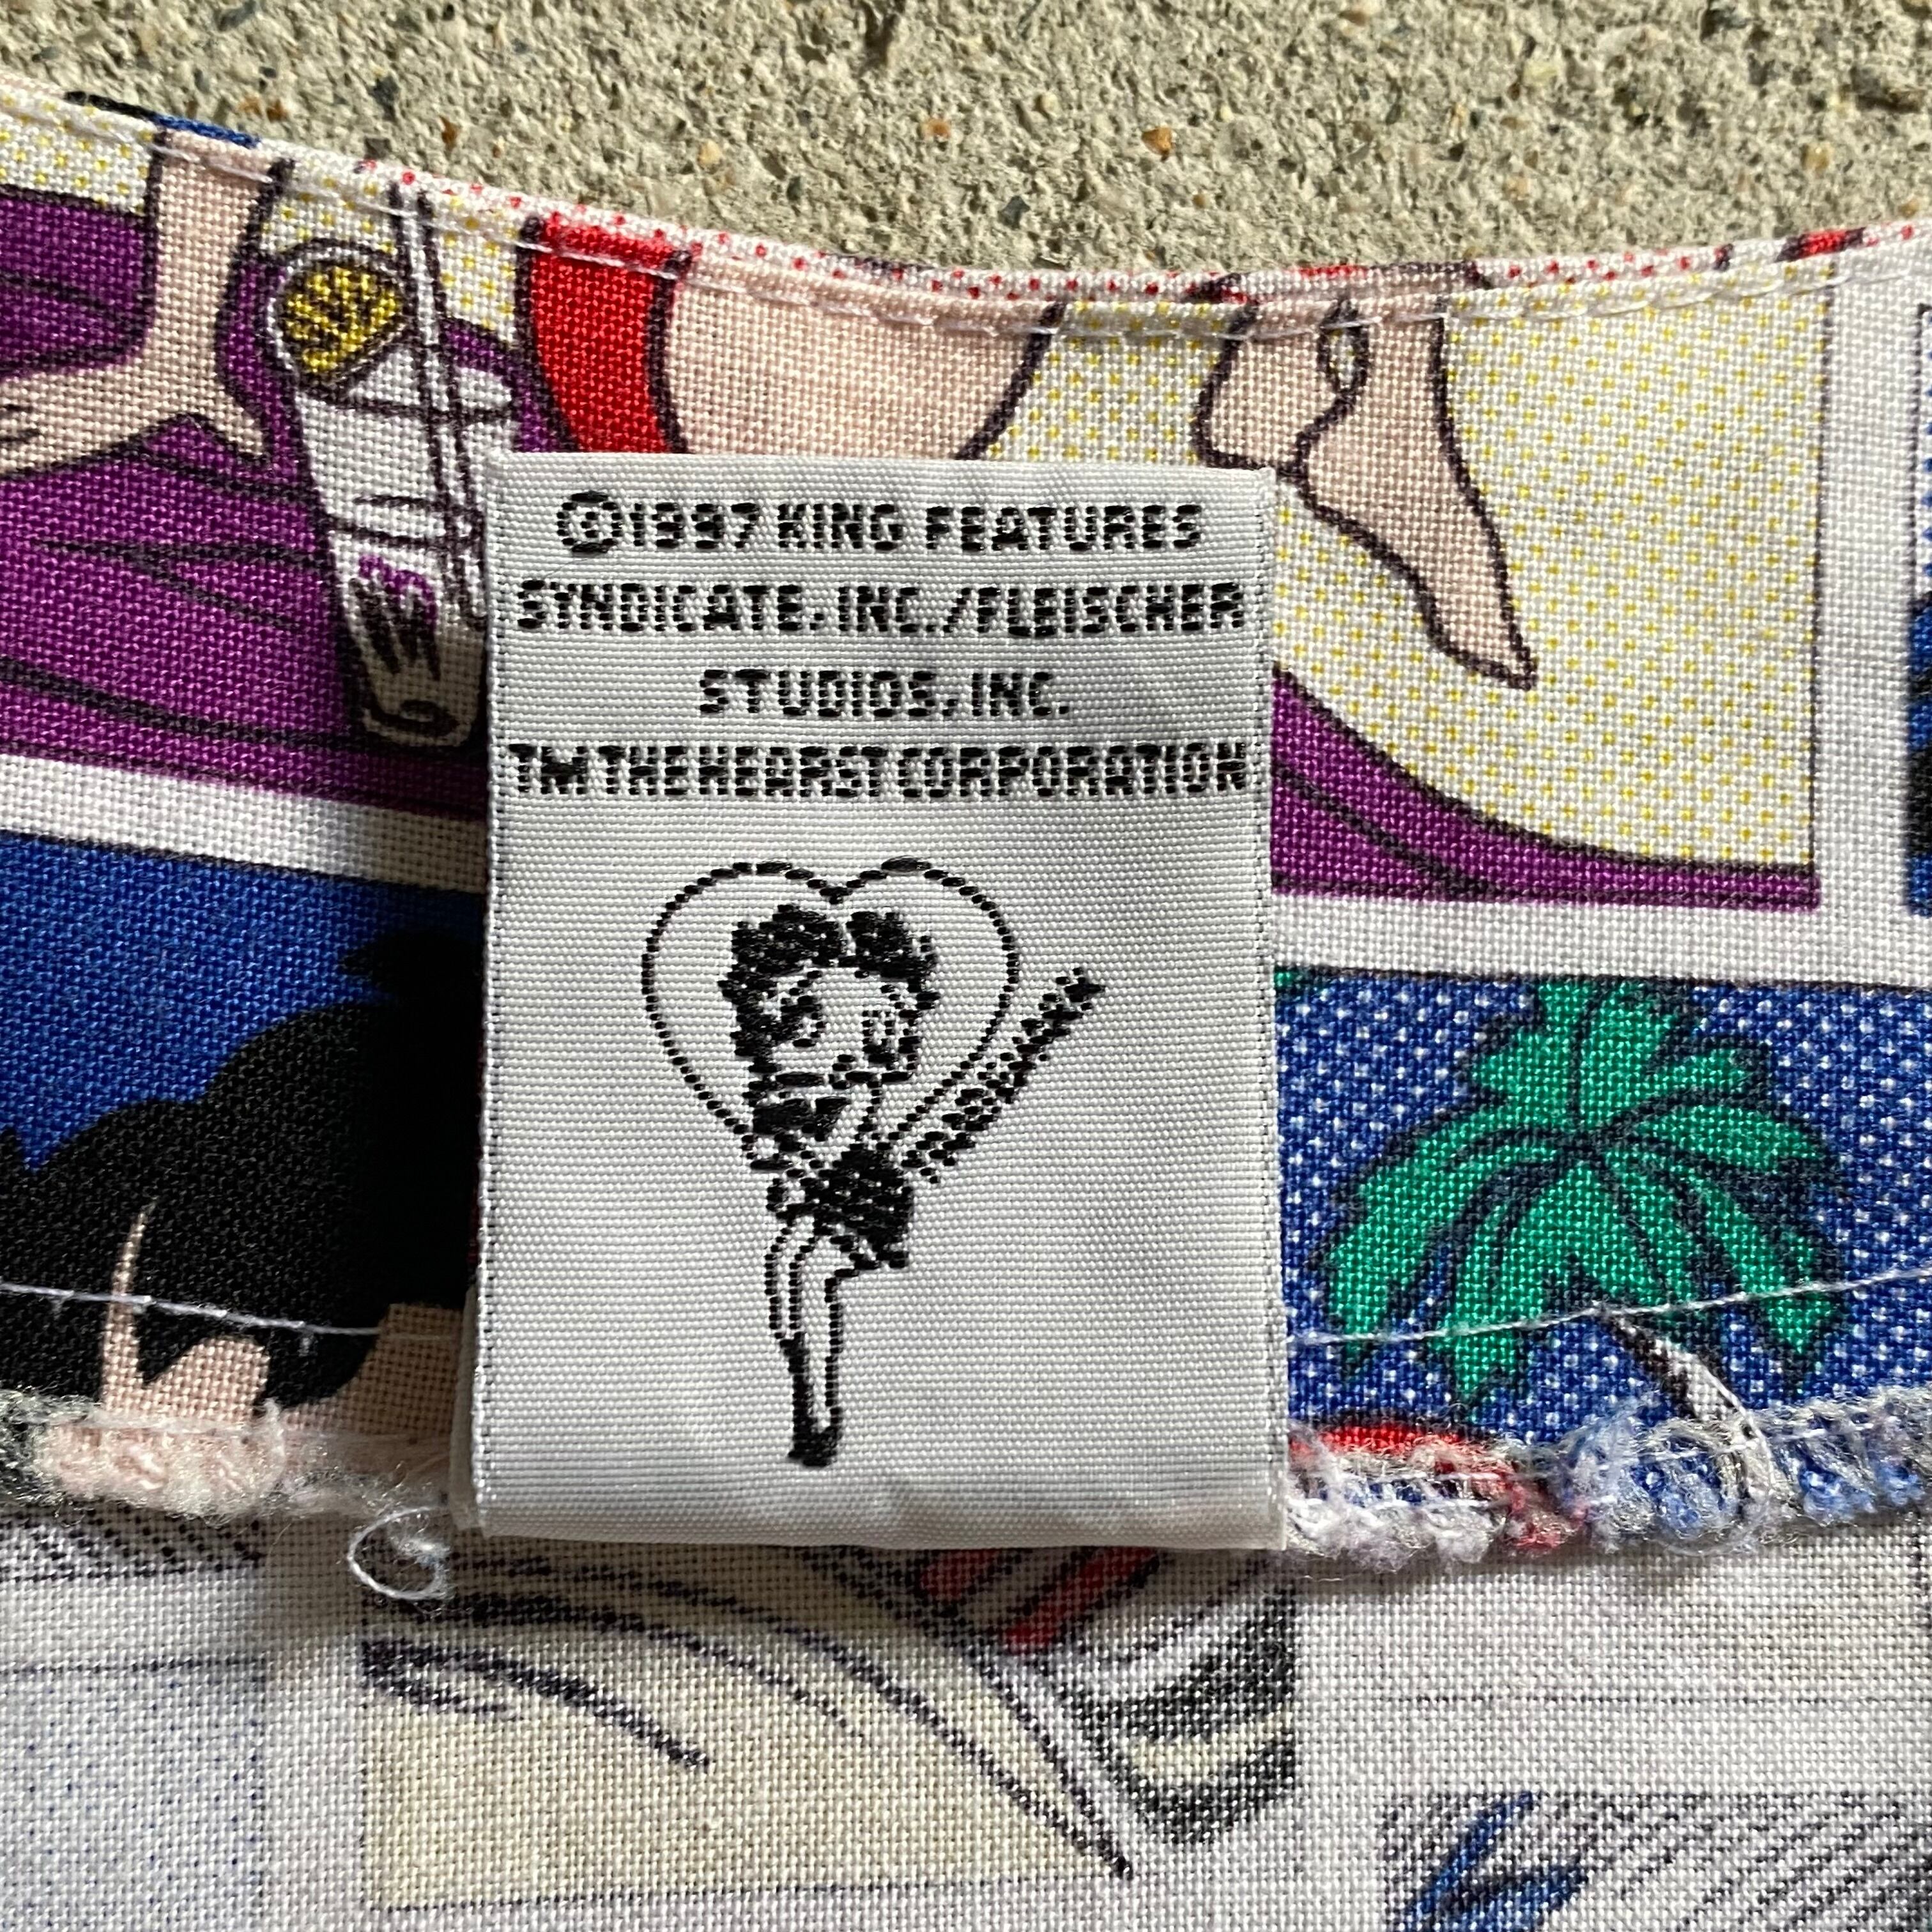 ©1997 KING FEATURES
SYNDICATE, INC./FLEISCHER
STUDIOS, INC.
TM THE HEARST CORPORATION